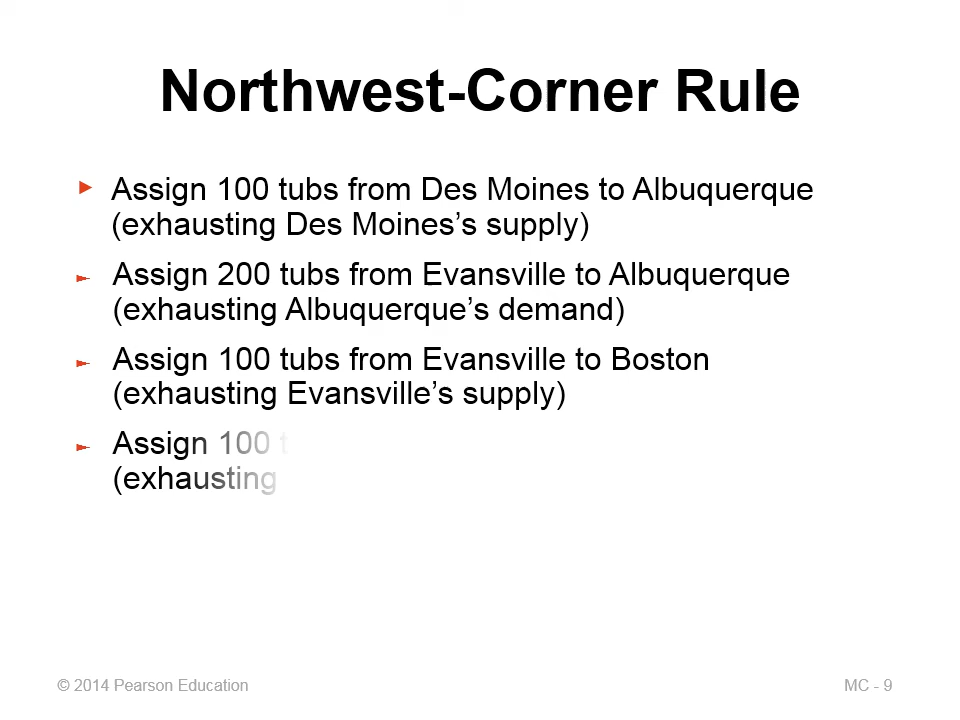 Northwest-Corner Rule
► Assign 100 tubs from Des Moines to Albuquerque
(exhausting Des Moines’s supply)
► Assign 200 tubs from Evansville to Albuquerque
(exhausting Albuquerque’s demand)
► Assign 100 tubs from Evansville to Boston
(exhausting Evansville’s supply)
► Assign 100
(exhausting
© 2014 Pearson Education
MC - 9